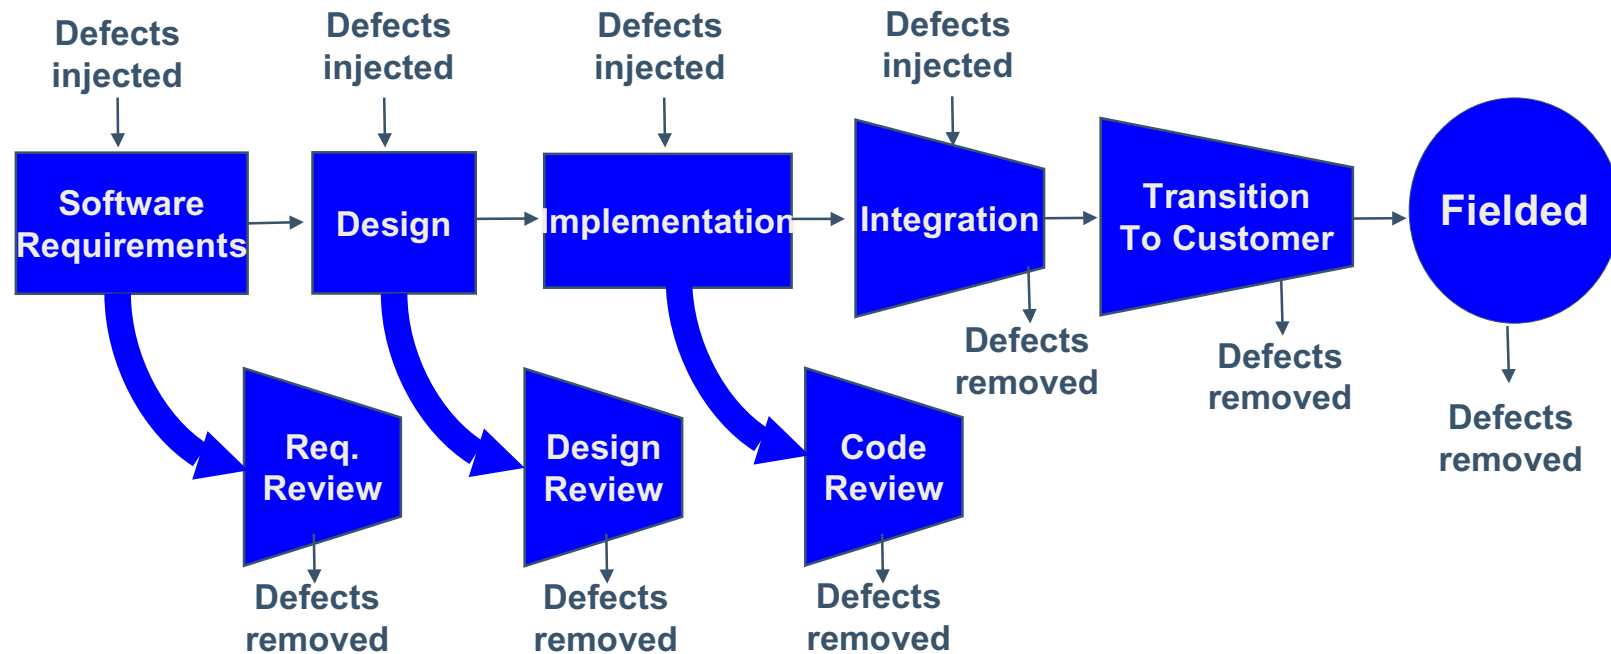 Defects
injected
Defects
injected
Defects
injected
Defects
injected
Software
Requirements
Design
Implementation
Integration
Transition
To Customer
Fielded
Defects
removed
Defects
removed
Defects
removed
Req.
Review
Design
Review
Code
Review
Defects
removed
Defects
removed
Defects
removed